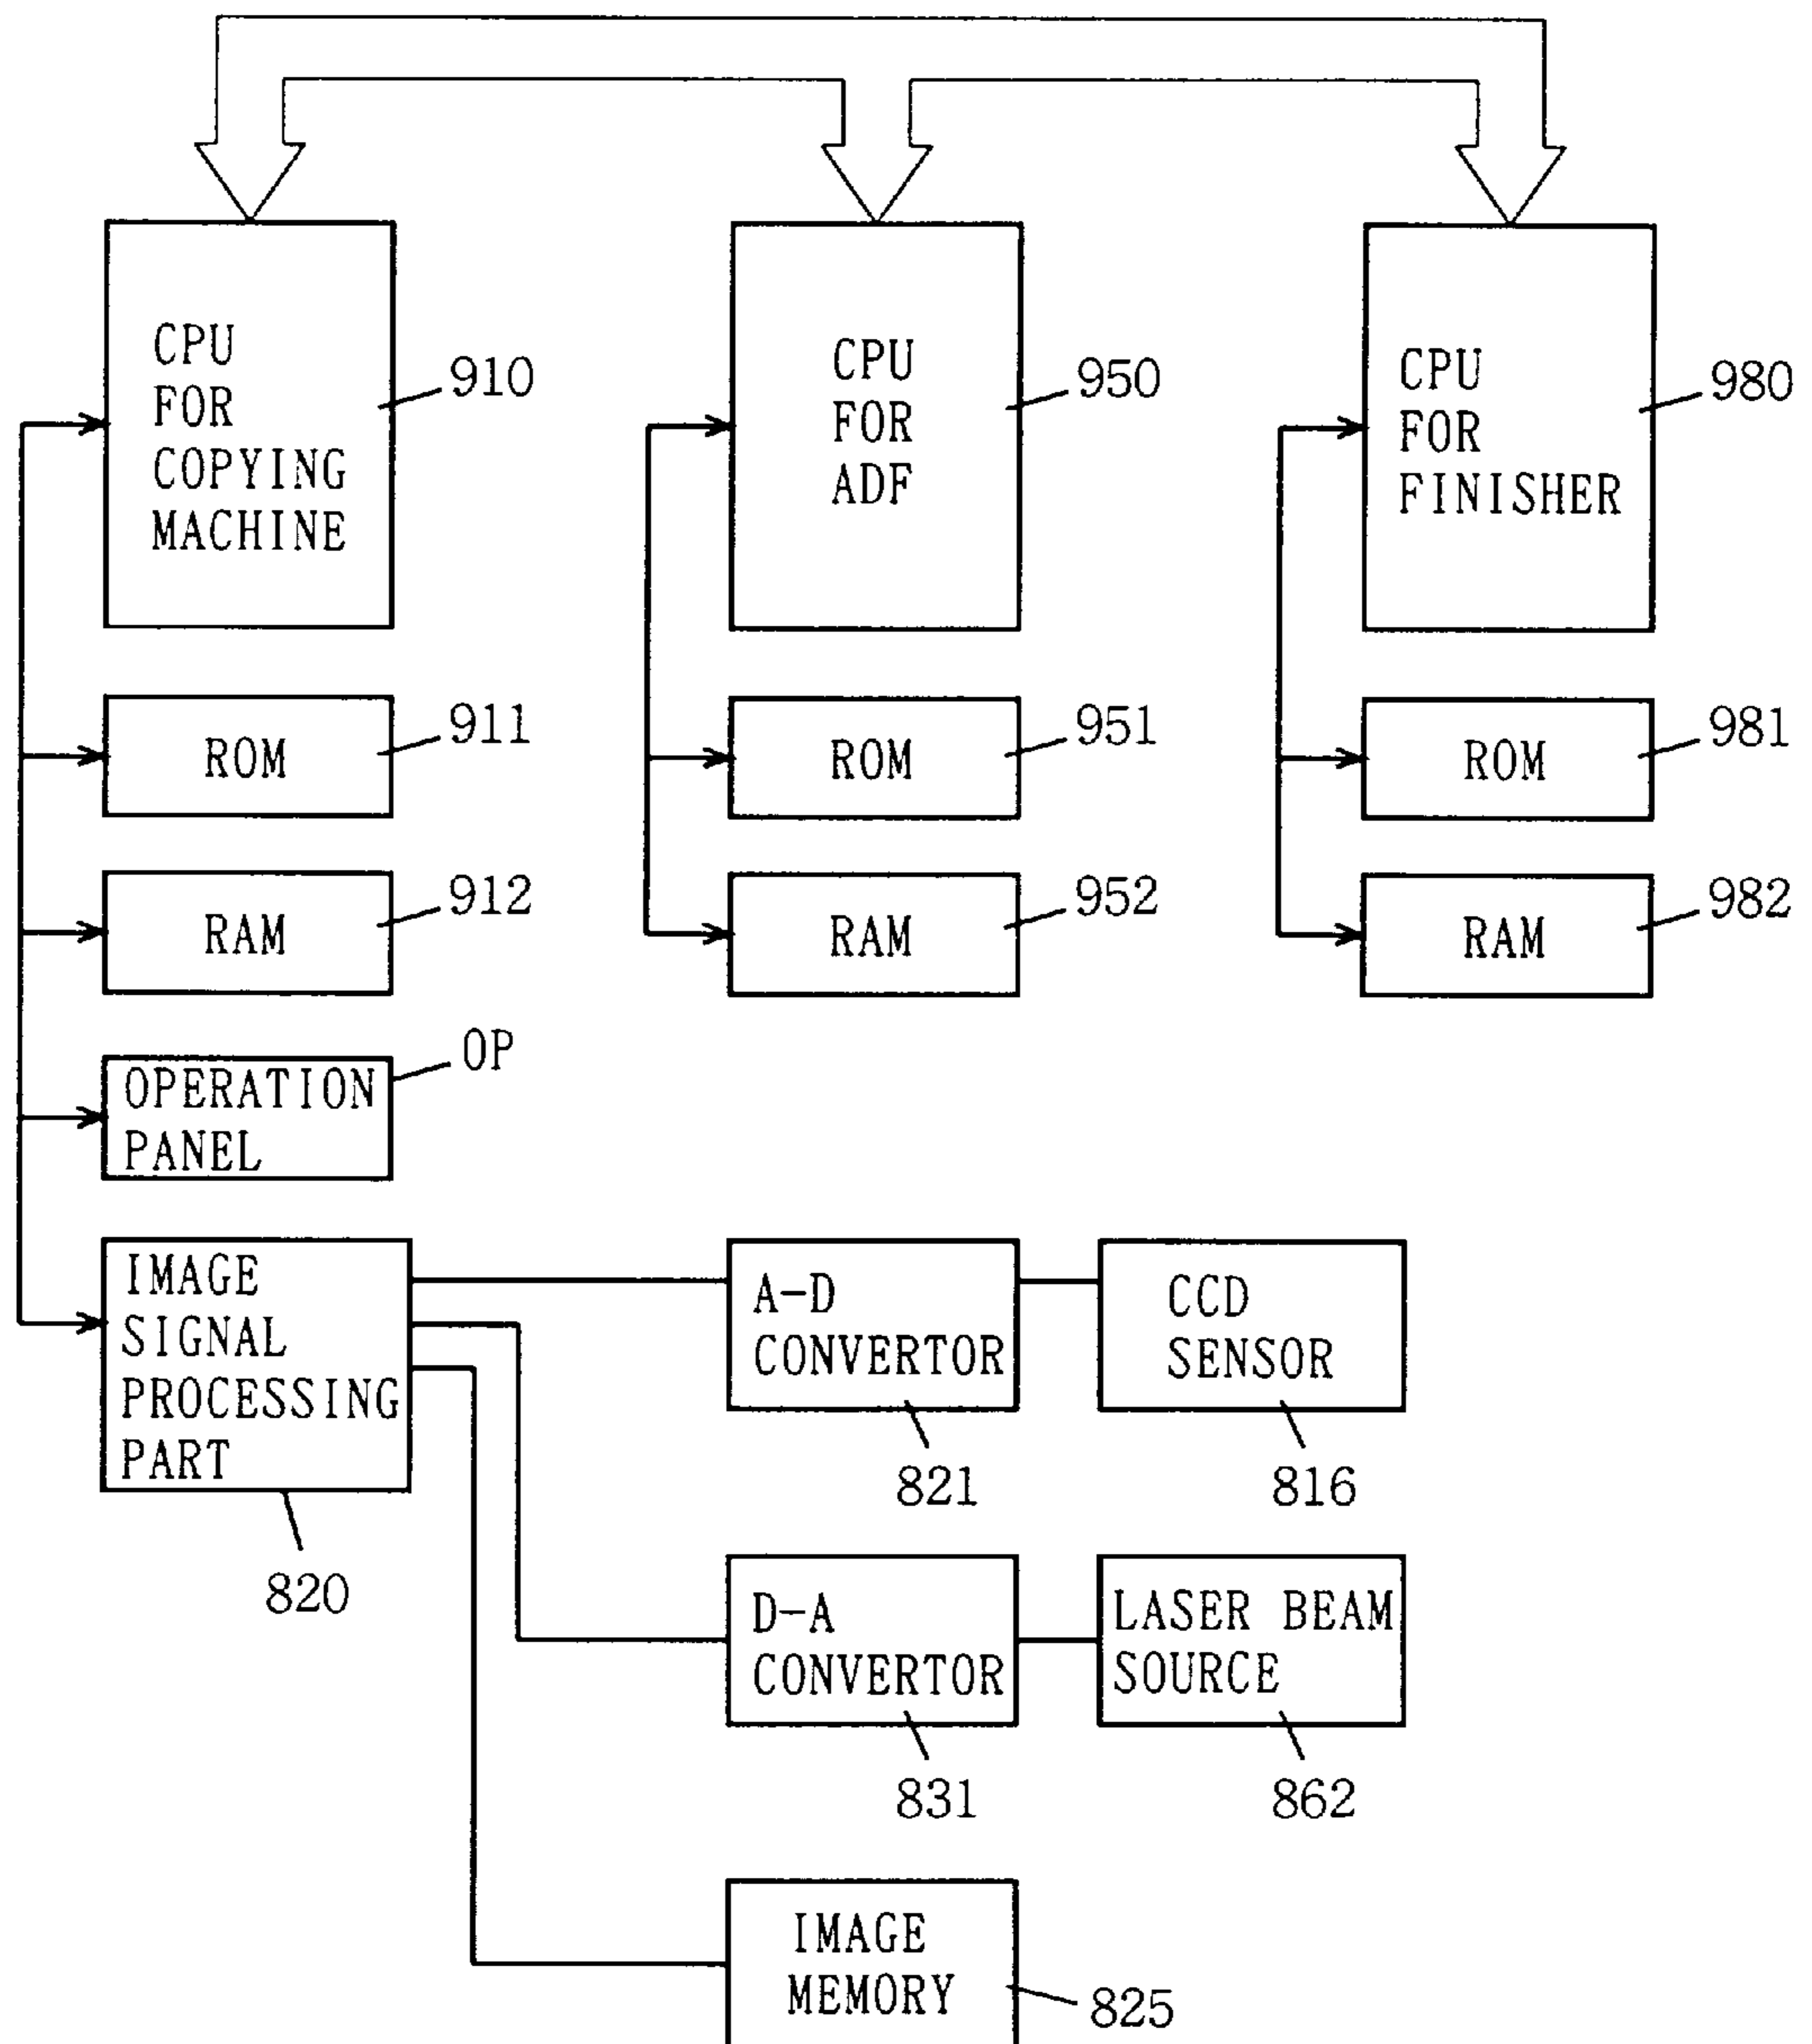 CPU
FOR
COPYING
MACHINE
910
CPU
FOR
ADF
950
CPU
FOR
FINISHER
980
ROM
911
ROM
951
ROM
981
RAM
912
RAM
952
RAM
982
OPERATION
PANEL
OP
IMAGE
SIGNAL
PROCESSING
PART
820
A-D
CONVERTOR
821
CCD
SENSOR
816
D-A
CONVERTOR
831
LASER BEAM
SOURCE
862
IMAGE
MEMORY
825